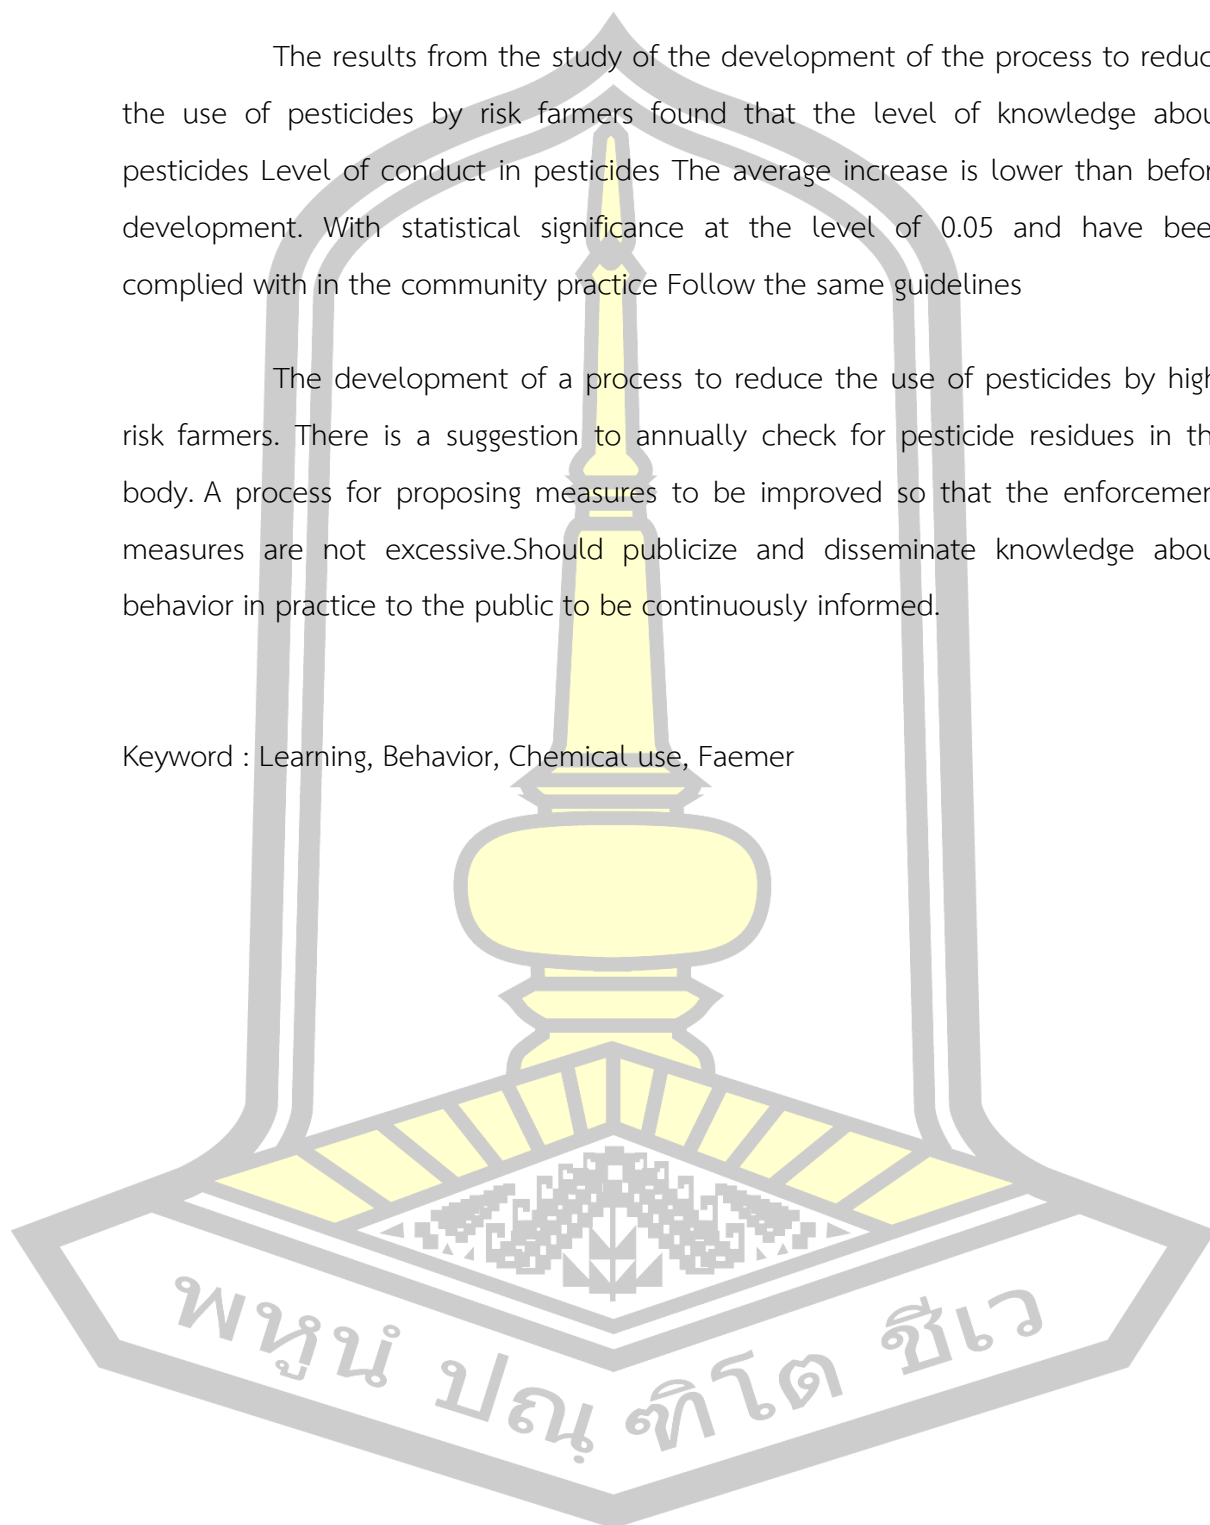 The results from the study of the development of the process to reduc
the use of pesticides by risk farmers found that the level of knowledge abou
pesticides Level of conduct in pesticides The average increase is lower than befor
development. With statistical significance at the level of 0.05 and have bee
complied with in the community practice Follow the same guidelines
The development of a process to reduce the use of pesticides by high
risk farmers. There is a suggestion to annually check for pesticide residues in th
body. A process for proposing measures to be improved so that the enforcemen
measures are not excessive.Should publicize and disseminate knowledge abou
behavior in practice to the public to be continuously informed.
Keyword : Learning, Behavior, Chemical use, Faemer
พหูนํ ปณฺฑิโต ชีเว